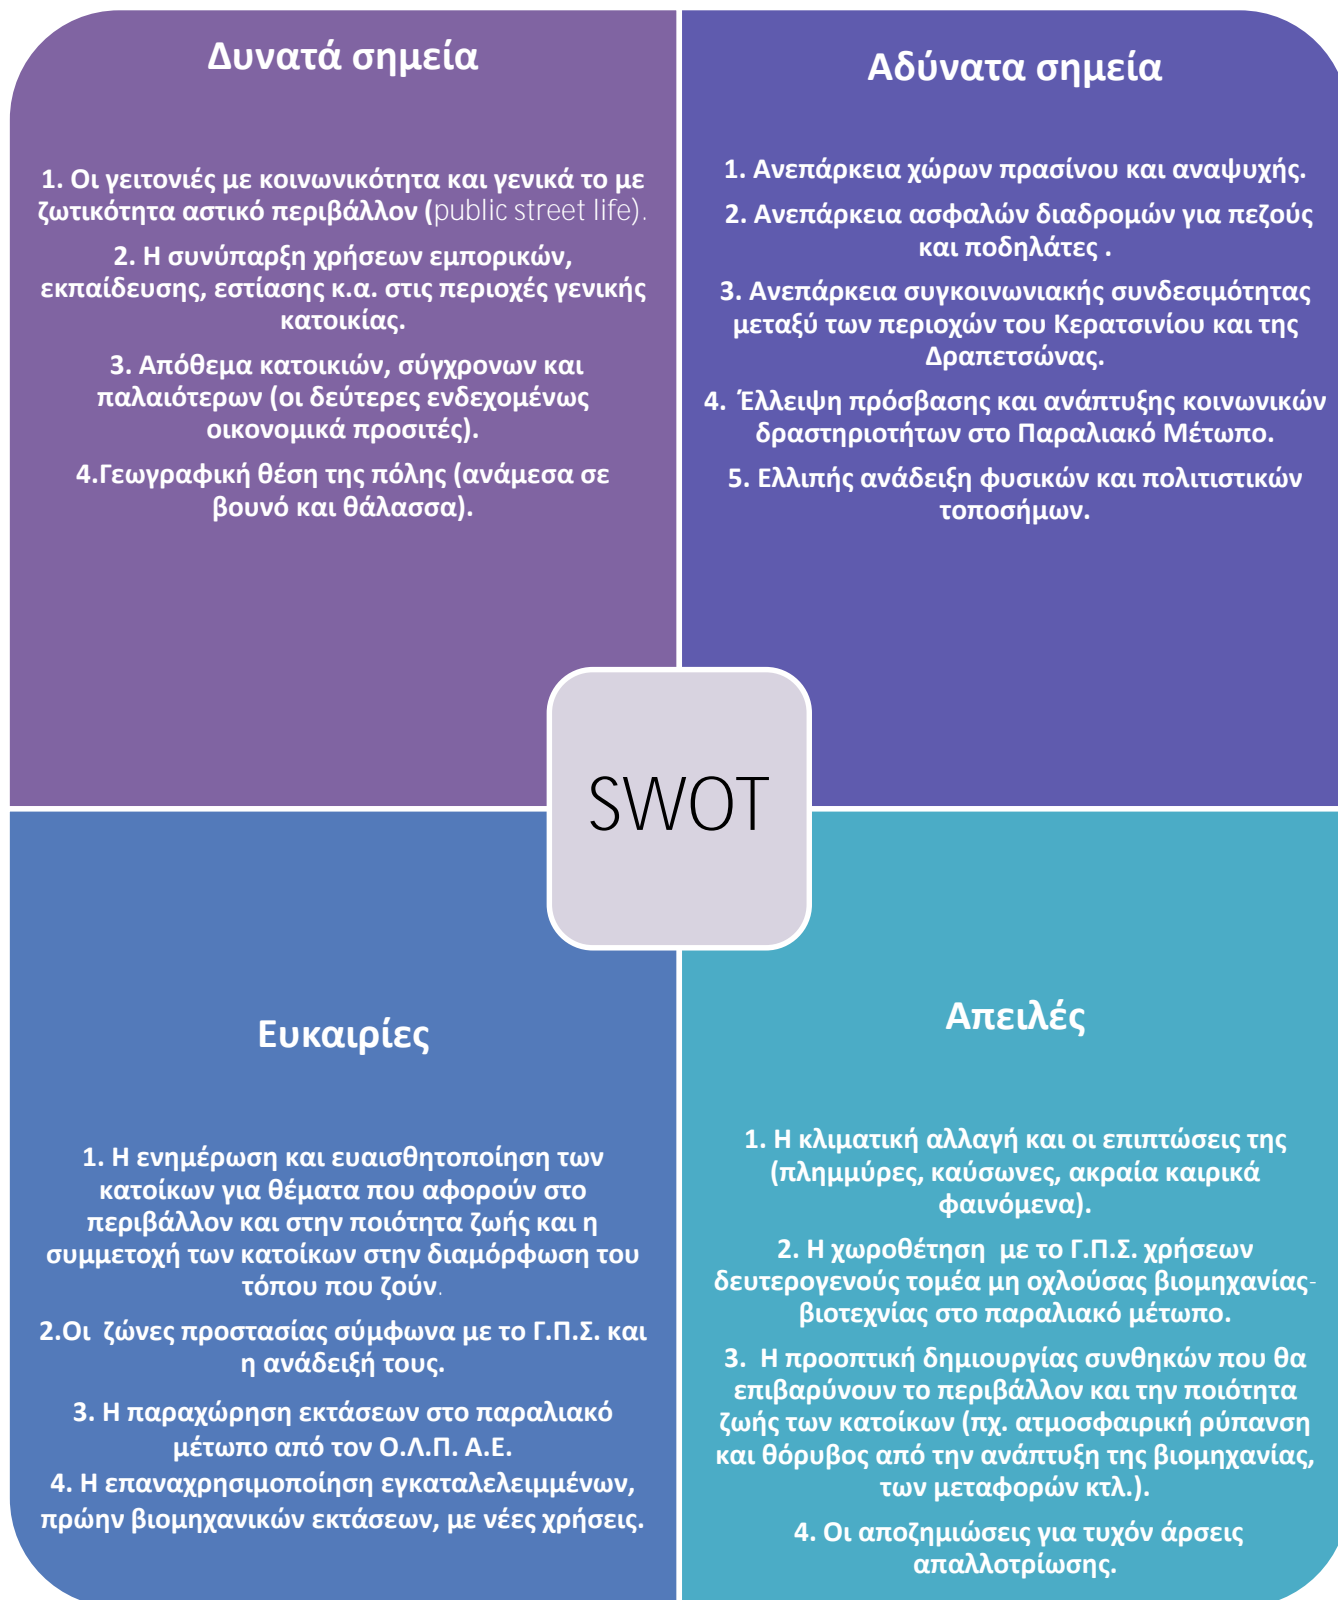 Δυνατά σημεία
1. Οι γειτονιές με κοινωνικότητα και γενικά το με
ζωτικότητα αστικό περιβάλλον (public street life).
2. Η συνύπαρξη χρήσεων εμπορικών,
εκπαίδευσης, εστίασης κ.α. στις περιοχές γενικής
κατοικίας.
3. Απόθεμα κατοικιών, σύγχρονων και
παλαιότερων (οι δεύτερες ενδεχομένως
οικονομικά προσιτές).
4.Γεωγραφική θέση της πόλης (ανάμεσα σε
βουνό και θάλασσα).
Αδύνατα σημεία
1. Ανεπάρκεια χώρων πρασίνου και αναψυχής.
2. Ανεπάρκεια ασφαλών διαδρομών για πεζούς
και ποδηλάτες .
3. Ανεπάρκεια συγκοινωνιακής συνδεσιμότητας
μεταξύ των περιοχών του Κερατσινίου και της
Δραπετσώνας.
4. Έλλειψη πρόσβασης και ανάπτυξης κοινωνικών
δραστηριοτήτων στο Παραλιακό Μέτωπο.
5. Ελλιπής ανάδειξη φυσικών και πολιτιστικών
τοποσήμων.
SWOT
Ευκαιρίες
1. Η ενημέρωση και ευαισθητοποίηση των
κατοίκων για θέματα που αφορούν στο
περιβάλλον και στην ποιότητα ζωής και η
συμμετοχή των κατοίκων στην διαμόρφωση του
τόπου που ζούν.
2.Οι ζώνες προστασίας σύμφωνα με το Γ.Π.Σ. και
η ανάδειξή τους.
3. Η παραχώρηση εκτάσεων στο παραλιακό
μέτωπο από τον Ο.Λ.Π. Α.Ε.
4. Η επαναχρησιμοποίηση εγκαταλελειμμένων,
πρώην βιομηχανικών εκτάσεων, με νέες χρήσεις.
Απειλές
1. Η κλιματική αλλαγή και οι επιπτώσεις της
(πλημμύρες, καύσωνες, ακραία καιρικά
φαινόμενα).
2. Η χωροθέτηση με το Γ.Π.Σ. χρήσεων
δευτερογενούς τομέα μη οχλούσας βιομηχανίας-
βιοτεχνίας στο παραλιακό μέτωπο.
3. Η προοπτική δημιουργίας συνθηκών που θα
επιβαρύνουν το περιβάλλον και την ποιότητα
ζωής των κατοίκων (πχ. ατμοσφαιρική ρύπανση
και θόρυβος από την ανάπτυξη της βιομηχανίας,
των μεταφορών κτλ.).
4. Οι αποζημιώσεις για τυχόν άρσεις
απαλλοτρίωσης.